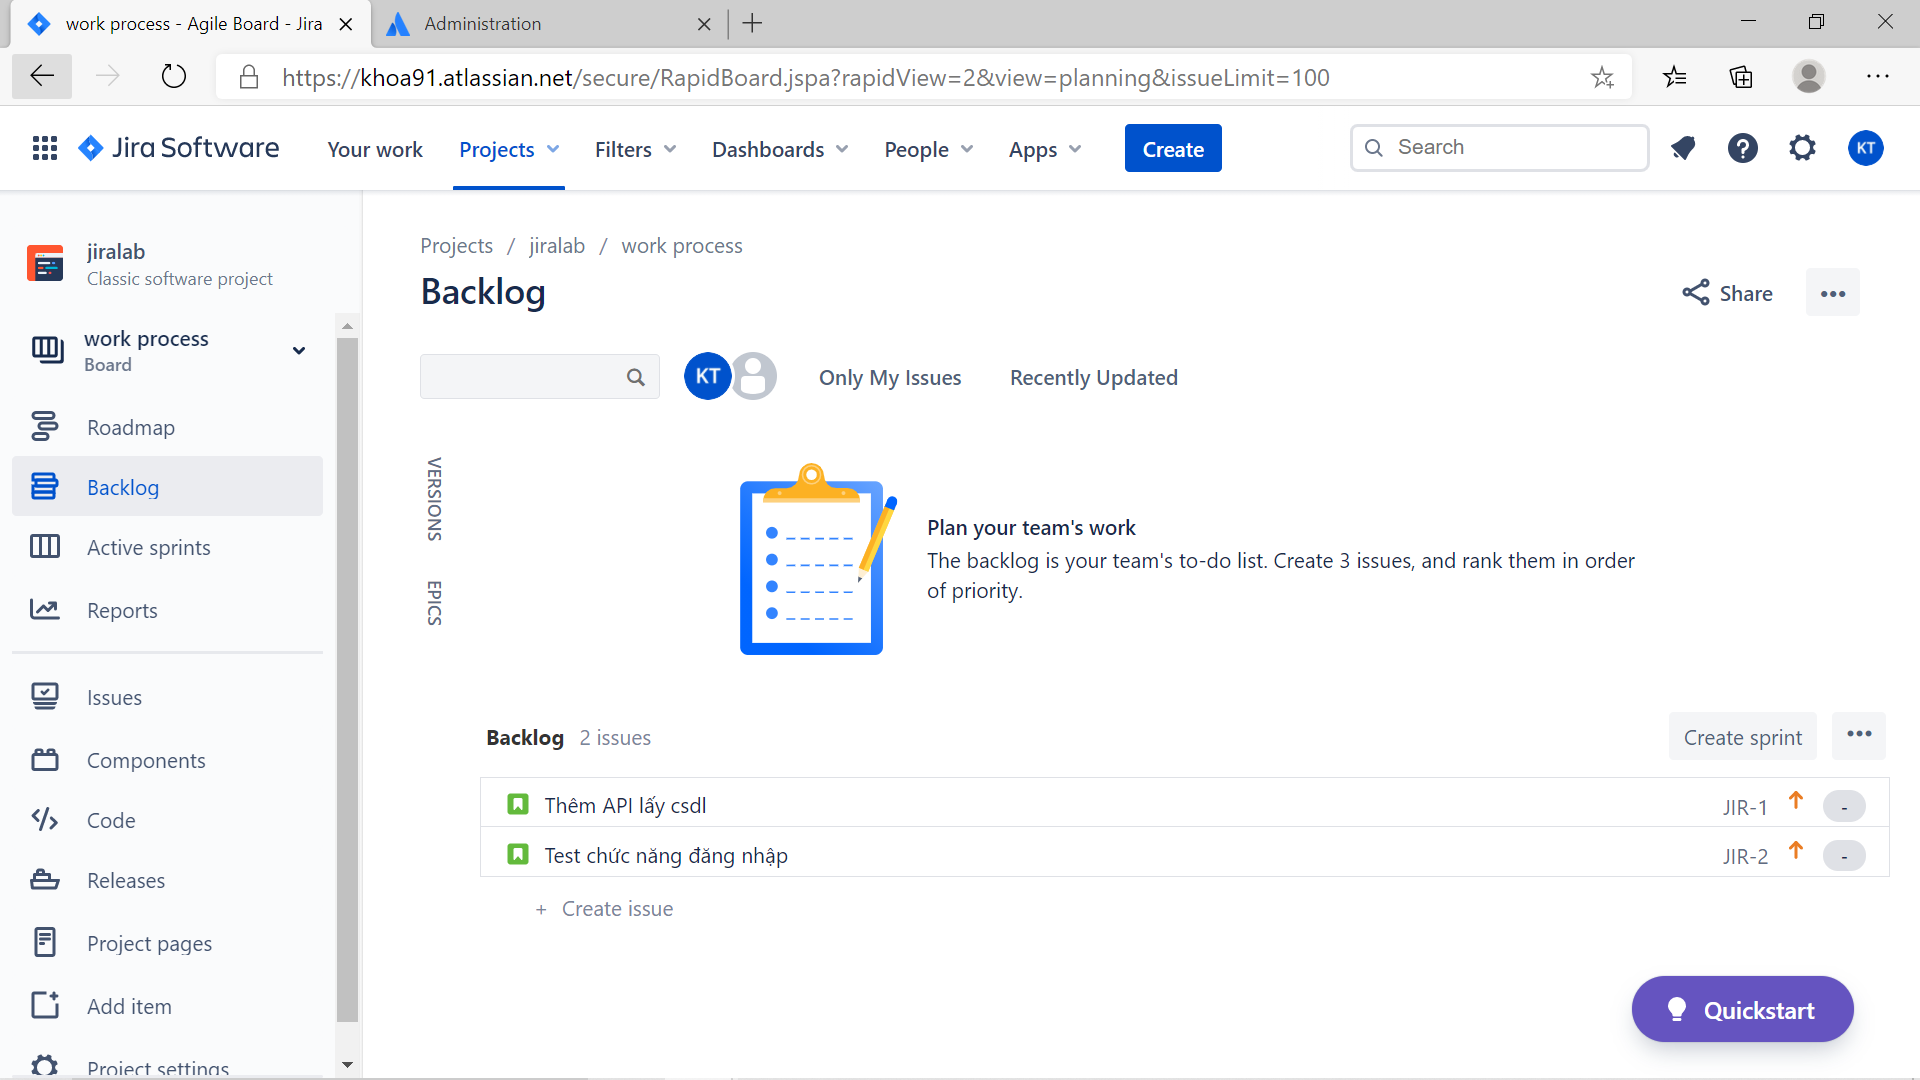 work process - Agile Board - Jira
Administration
https://khoa91.atlassian.net/secure/RapidBoard.jspa?rapidView=2&view=planning&issueLimit=100
Jira Software
Your work
Projects
Filters
Dashboards
People
Apps
Create
Search
KT
jiralab
Classic software project
work process
Board
Roadmap
Backlog
Active sprints
Reports
Issues
Components
Code
Releases
Project pages
Add item
Project settings
Projects / jiralab / work process
Backlog
Share
KT
Only My Issues
Recently Updated
VERSIONS
EPICS
Plan your team's work
The backlog is your team's to-do list. Create 3 issues, and rank them in order
of priority.
Backlog 2 issues
Create sprint
Thêm API lấy csdl JIR-1 -
Test chức năng đăng nhập JIR-2 -
+ Create issue
Quickstart